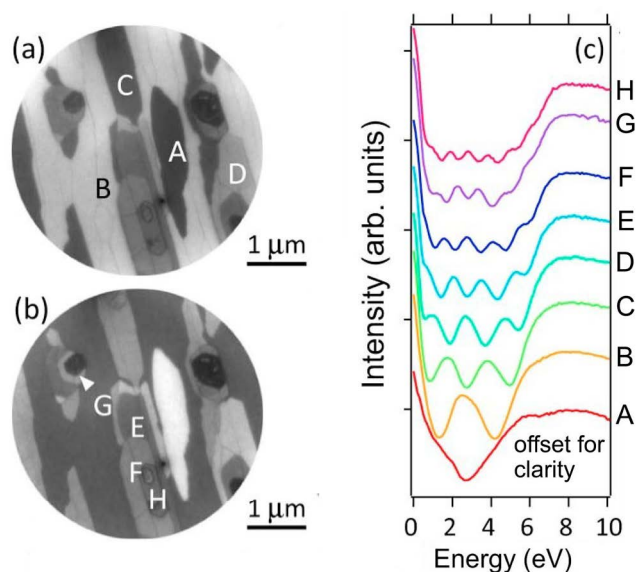 (a)
C
A
B
D
1 μm
(b)
G
E
F
H
1 μm
(c)
H
G
F
E
D
C
B
A
offset for
clarity
Intensity (arb. units)
0 2 4 6 8 10
Energy (eV)